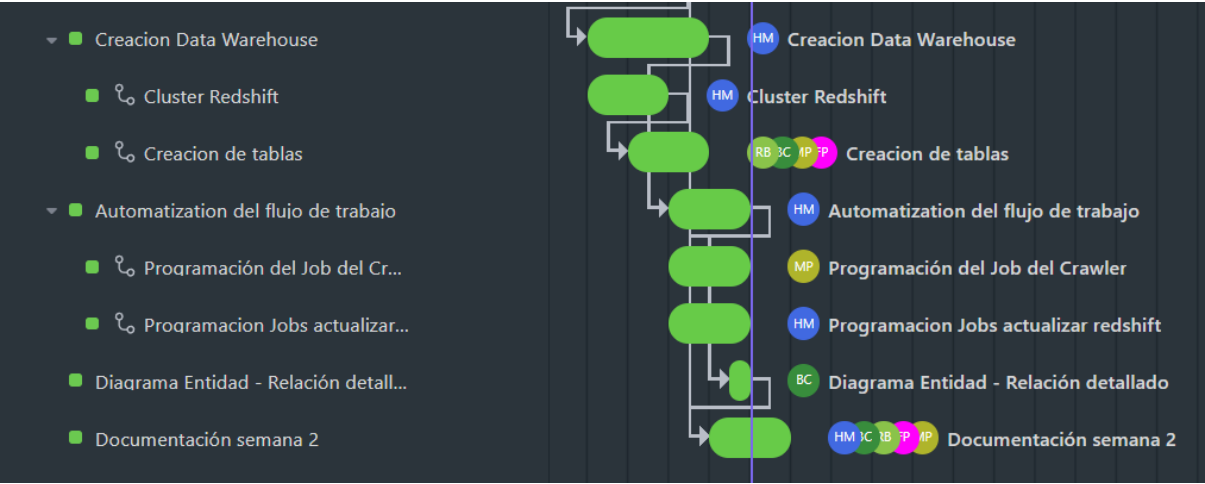 Creacion Data Warehouse HM Creacion Data Warehouse
Cluster Redshift HM Cluster Redshift
Creacion de tablas RB BC MP FP Creacion de tablas
Automatization del flujo de trabajo HM Automatization del flujo de trabajo
Programación del Job del Cr... MP Programación del Job del Crawler
Programacion Jobs actualizar... HM Programacion Jobs actualizar redshift
Diagrama Entidad - Relación detall... BC Diagrama Entidad - Relación detallado
Documentación semana 2 HM BC RB FP MP Documentación semana 2